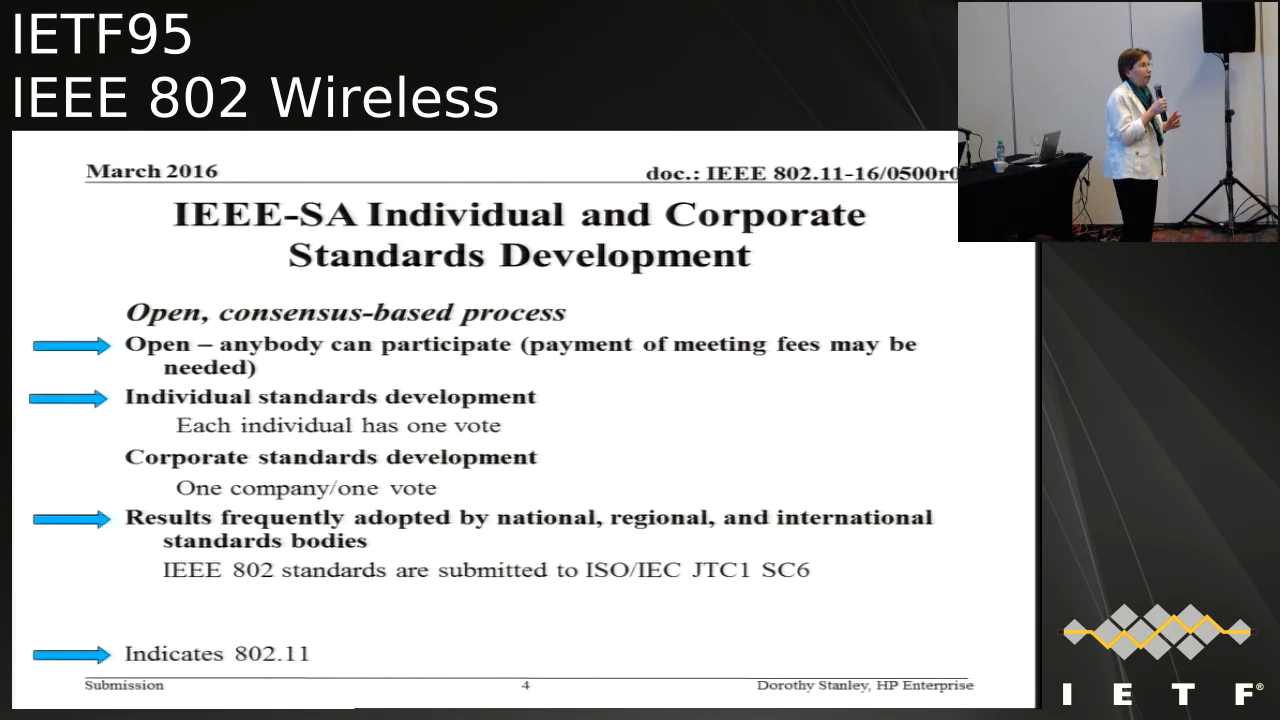 IETF95
IEEE 802 Wireless
March 2016
doc.: IEEE 802.11-16/0500r0
IEEE-SA Individual and Corporate
Standards Development
Open, consensus-based process
Open – anybody can participate (payment of meeting fees may be
needed)
Individual standards development
Each individual has one vote
Corporate standards development
One company/one vote
Results frequently adopted by national, regional, and international
standards bodies
IEEE 802 standards are submitted to ISO/IEC JTC1 SC6
Indicates 802.11
Submission
4
Dorothy Stanley, HP Enterprise
I E T F®